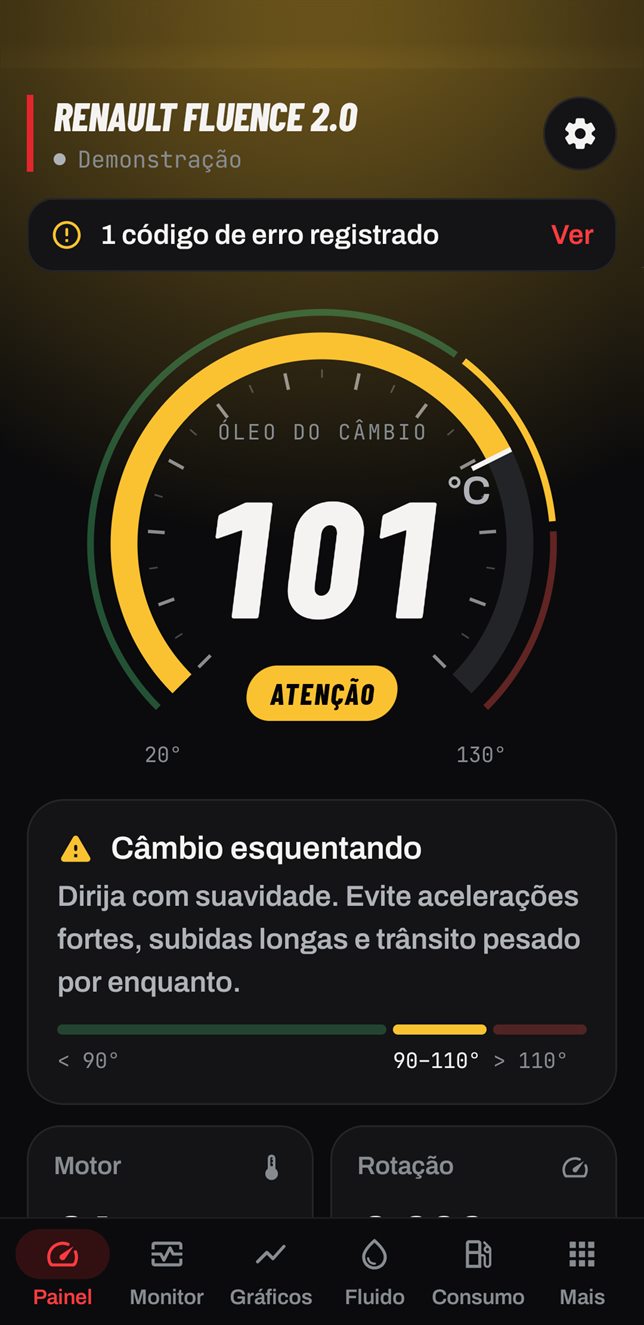 RENAULT FLUENCE 2.0
Demonstração
1 código de erro registrado
Ver
ÓLEO DO CÂMBIO
°C
101
ATENÇÃO
20°
130°
Câmbio esquentando
Dirija com suavidade. Evite acelerações
fortes, subidas longas e trânsito pesado
por enquanto.
< 90°
90–110°
> 110°
Motor
Rotação
Painel
Monitor
Gráficos
Fluido
Consumo
Mais